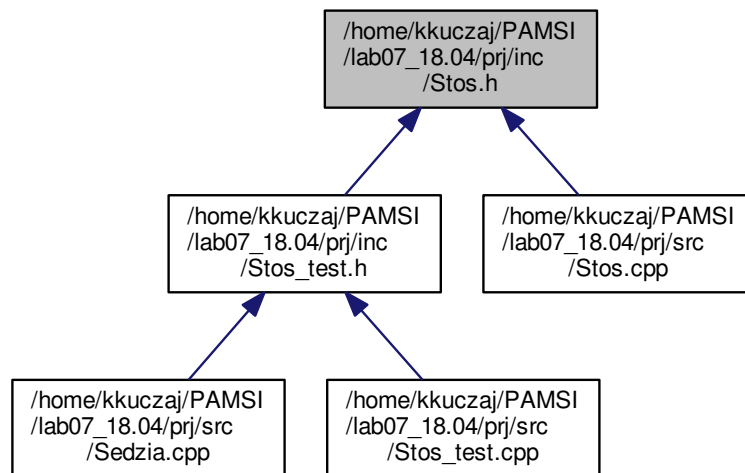 /home/kkuczaj/PAMSI
/lab07_18.04/prj/inc
/Stos.h
/home/kkuczaj/PAMSI
/lab07_18.04/prj/inc
/Stos_test.h
/home/kkuczaj/PAMSI
/lab07_18.04/prj/src
/Stos.cpp
/home/kkuczaj/PAMSI
/lab07_18.04/prj/src
/Sedzia.cpp
/home/kkuczaj/PAMSI
/lab07_18.04/prj/src
/Stos_test.cpp